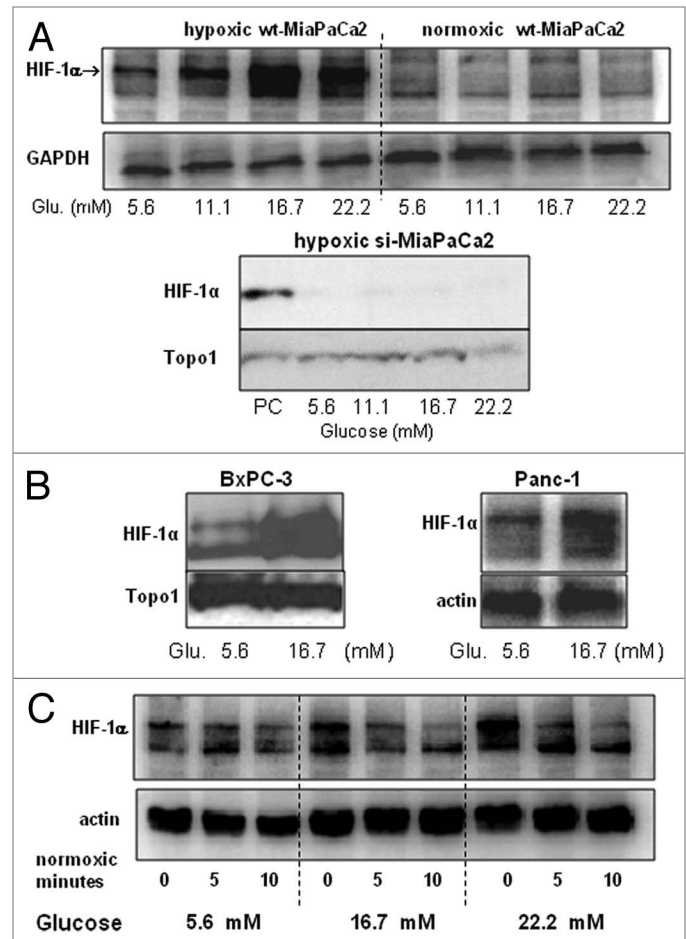 A
hypoxic wt-MiaPaCa2 normoxic wt-MiaPaCa2
HIF-1α→
GAPDH
Glu. (mM) 5.6 11.1 16.7 22.2 5.6 11.1 16.7 22.2
hypoxic si-MiaPaCa2
HIF-1α
Topo1
PC 5.6 11.1 16.7 22.2
Glucose (mM)
B
BxPC-3 Panc-1
HIF-1α HIF-1α
Topo1 actin
Glu. 5.6 16.7 (mM) Glu. 5.6 16.7 (mM)
C
HIF-1α
actin
normoxic
minutes 0 5 10 0 5 10 0 5 10
Glucose 5.6 mM 16.7 mM 22.2 mM